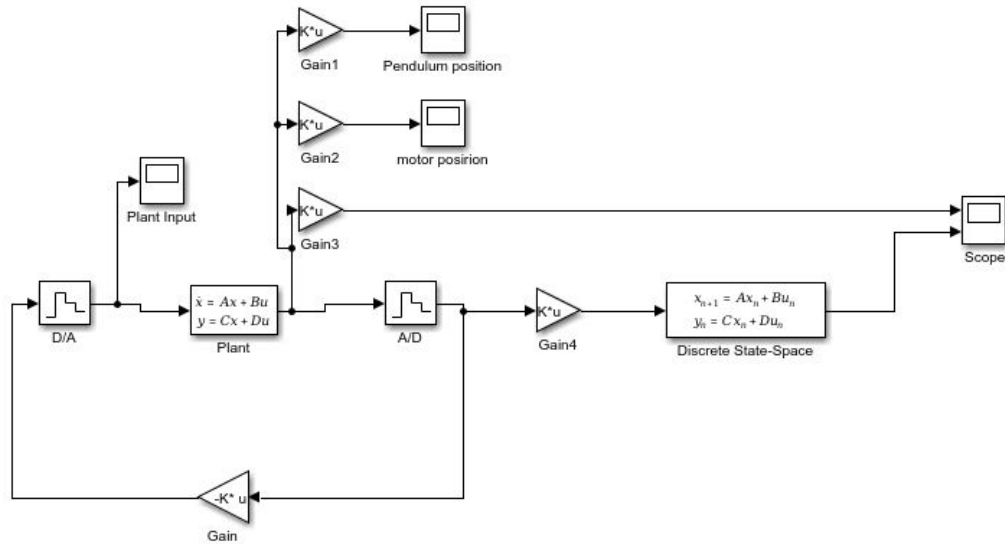 K*u
Gain1
Pendulum position
K*u
Gain2
motor posirion
Plant Input
K*u
Gain3
Scope
D/A
ẋ = Ax + Bu
y = Cx + Du
Plant
A/D
K*u
Gain4
xₙ₊₁ = Axₙ + Buₙ
yₙ = Cxₙ + Duₙ
Discrete State-Space
-K* u
Gain